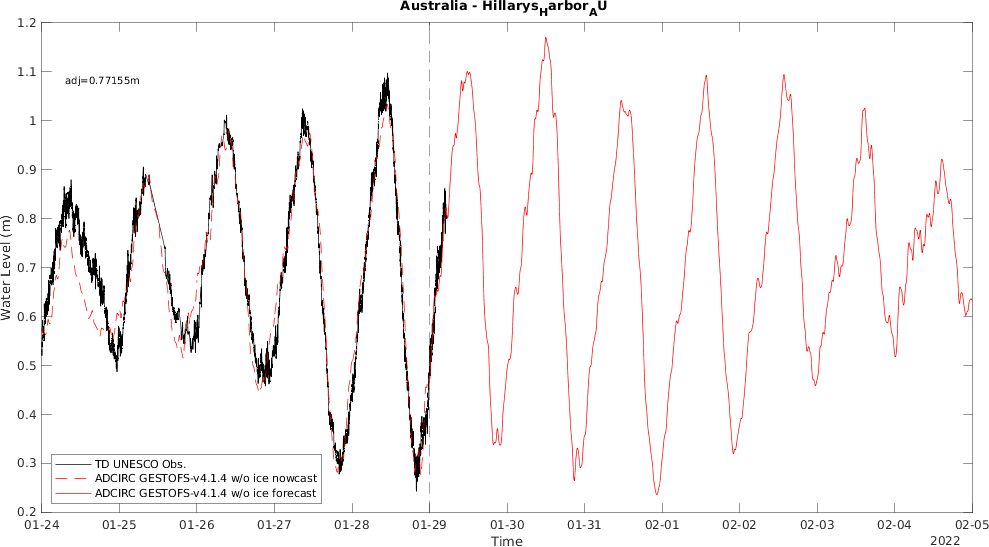 Australia - HillarysHarborAU
1.2
1.1
adj=0.77155m
1
0.9
0.8
0.7
0.6
0.5
0.4
0.3
0.2
Water Level (m)
TD UNESCO Obs.
ADCIRC GESTOFS-v4.1.4 w/o ice nowcast
ADCIRC GESTOFS-v4.1.4 w/o ice forecast
01-24 01-25 01-26 01-27 01-28 01-29 01-30 01-31 02-01 02-02 02-03 02-04 02-05
Time
2022